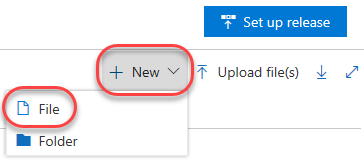 Set up release
New
Upload file(s)
File
Folder